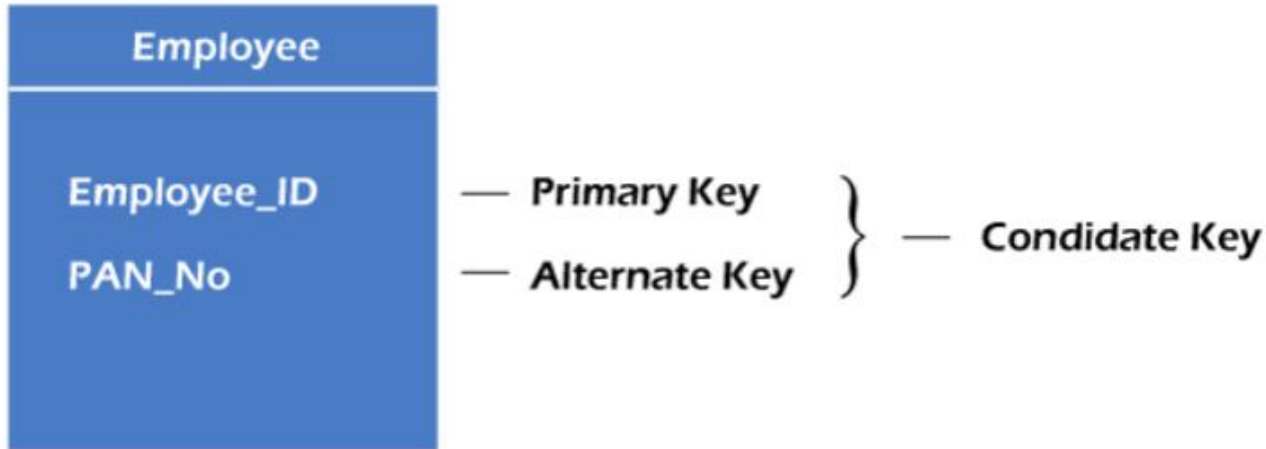 Employee
Employee_ID — Primary Key
PAN_No — Alternate Key
Condidate Key